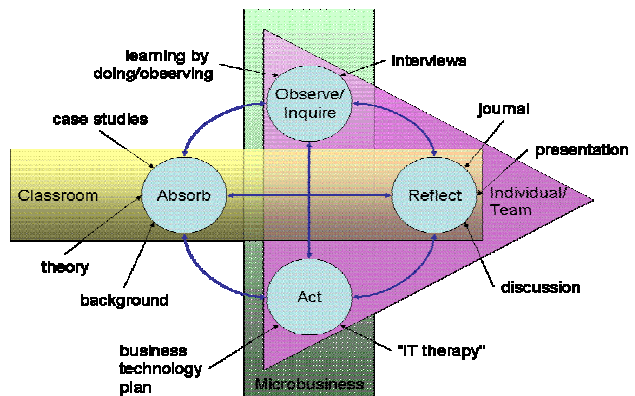 learning by
doing/observing
interviews
Observe/
Inquire
case studies
journal
presentation
Classroom
Absorb
Reflect
Individual/
Team
theory
background
discussion
Act
business
technology
plan
"IT therapy"
Microbusiness